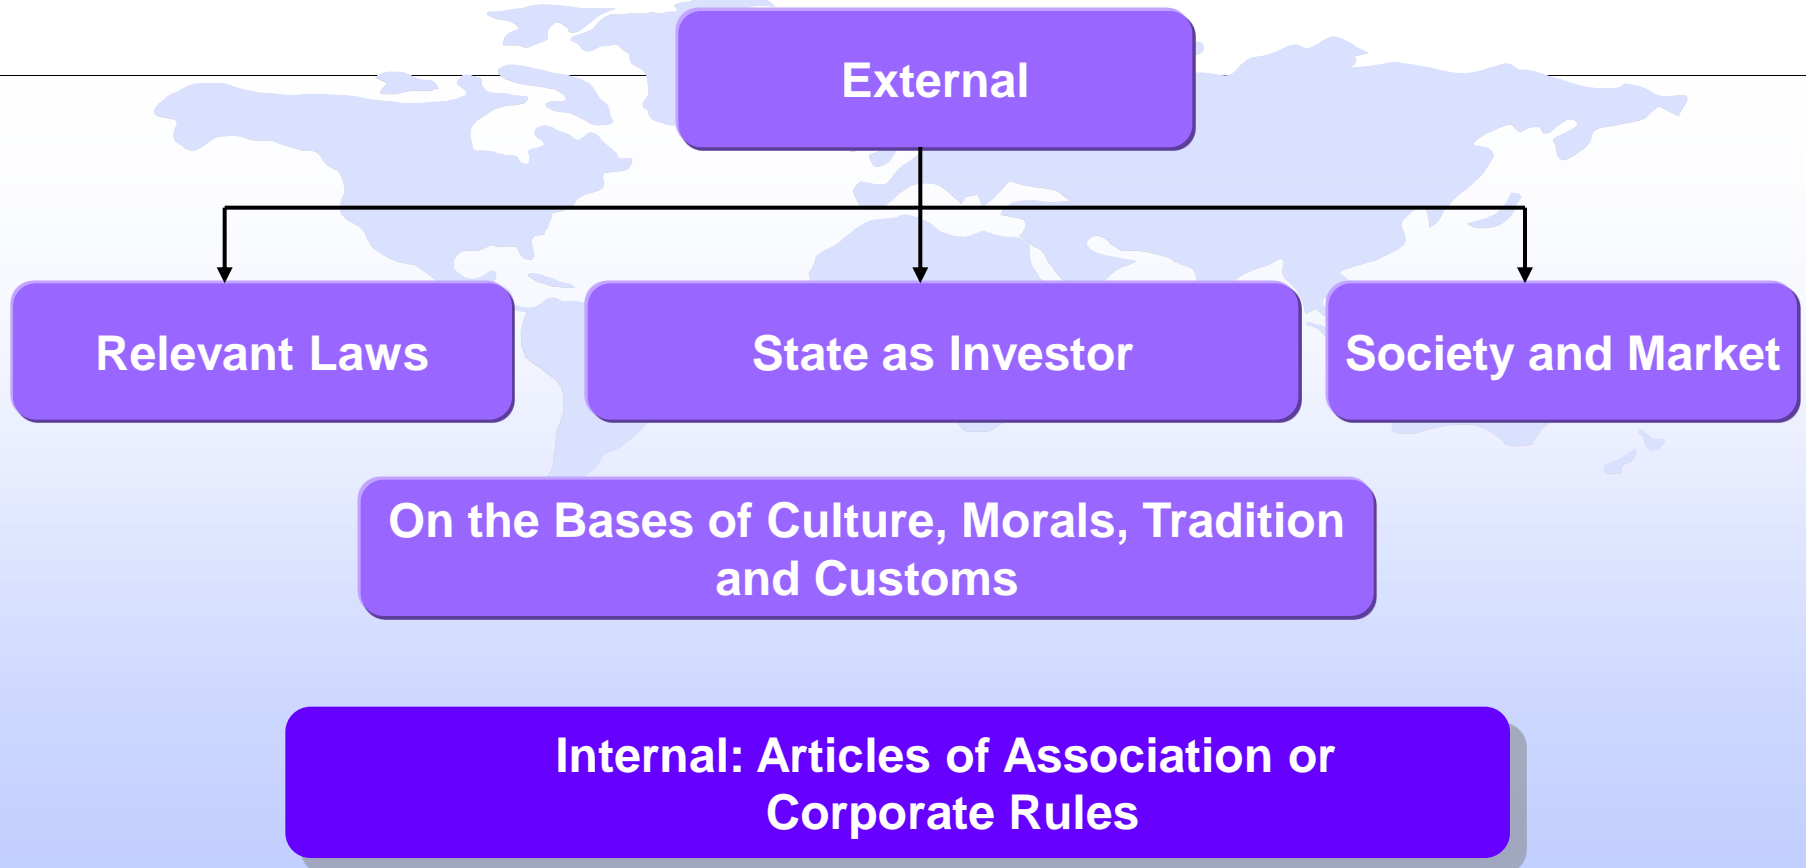 External
Relevant Laws
State as Investor
Society and Market
On the Bases of Culture, Morals, Tradition
and Customs
Internal: Articles of Association or
Corporate Rules